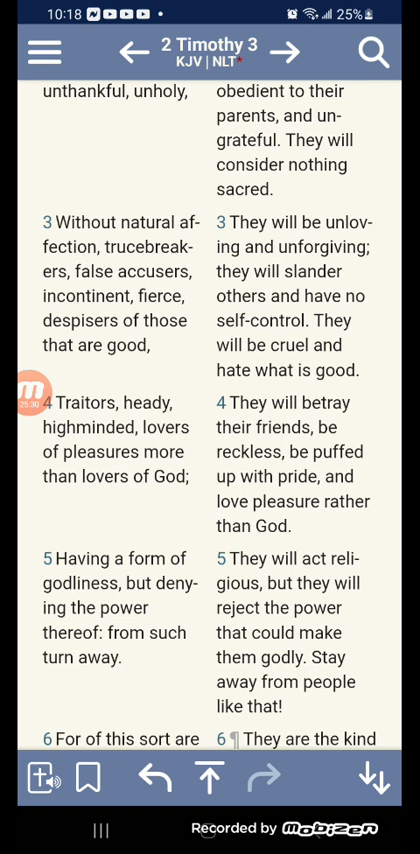 10:18 25%
2 Timothy 3
KJV | NLT*
unthankful, unholy,
3 Without natural af-
fection, trucebreak-
ers, false accusers,
incontinent, fierce,
despisers of those
that are good,
4 Traitors, heady,
highminded, lovers
of pleasures more
than lovers of God;
5 Having a form of
godliness, but deny-
ing the power
thereof: from such
turn away.
6 For of this sort are
obedient to their
parents, and un-
grateful. They will
consider nothing
sacred.
3 They will be unlov-
ing and unforgiving;
they will slander
others and have no
self-control. They
will be cruel and
hate what is good.
4 They will betray
their friends, be
reckless, be puffed
up with pride, and
love pleasure rather
than God.
5 They will act reli-
gious, but they will
reject the power
that could make
them godly. Stay
away from people
like that!
6 ¶ They are the kind
m
25:30
Recorded by mobizen